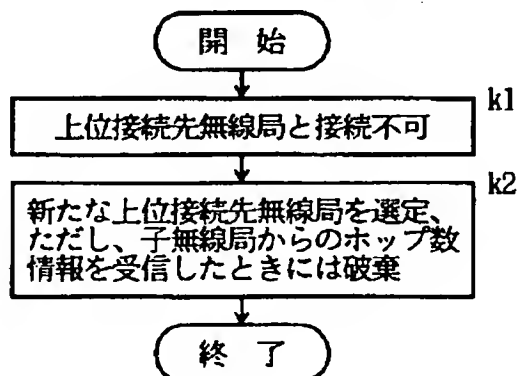 開 始
k1
上位接続先無線局と接続不可
k2
新たな上位接続先無線局を選定、
ただし、子無線局からのホップ数
情報を受信したときには破棄
終 了